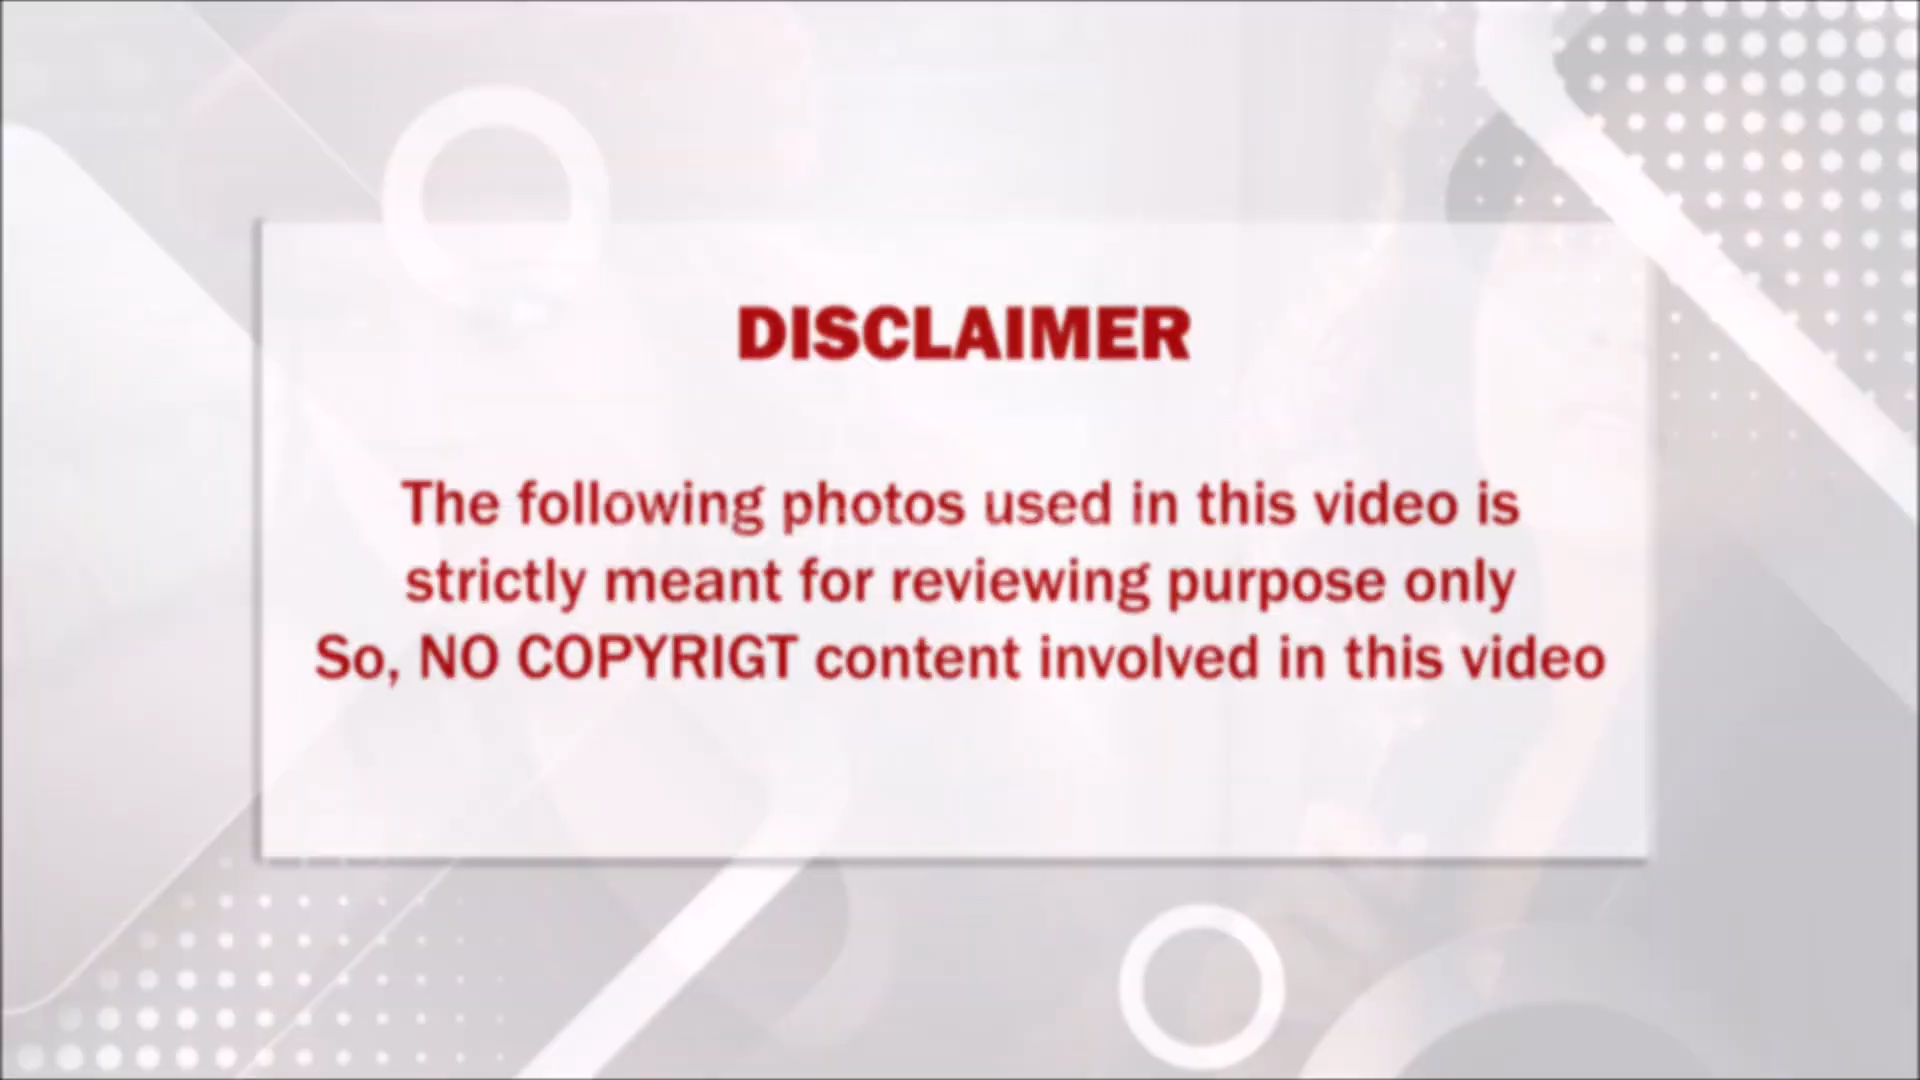 DISCLAIMER
The following photos used in this video is
strictly meant for reviewing purpose only
So, NO COPYRIGT content involved in this video